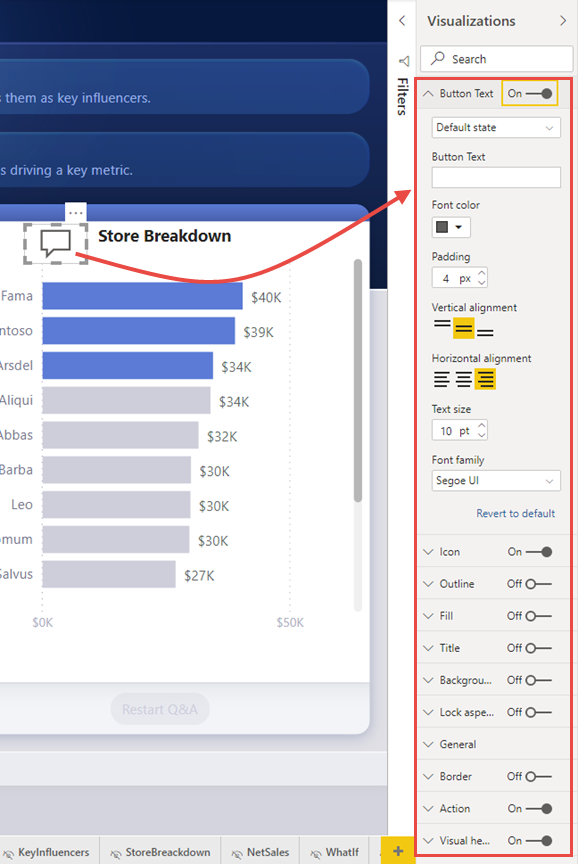 s them as key influencers.
s driving a key metric.
...
Store Breakdown
Fama $40K
ntoso $39K
Arsdel $34K
Aliqui $34K
Abbas $32K
Barba $30K
Leo $30K
omum $30K
Salvus $27K
$0K $50K
Restart Q&A
KeyInfluencers StoreBreakdown NetSales WhatIf +
Filters
Visualizations
Search
Button Text On
Default state
Button Text
Font color
Padding
4 px
Vertical alignment
Horizontal alignment
Text size
10 pt
Font family
Segoe UI
Revert to default
Icon On
Outline Off
Fill Off
Title Off
Backgrou... Off
Lock aspe... Off
General
Border Off
Action On
Visual he... On